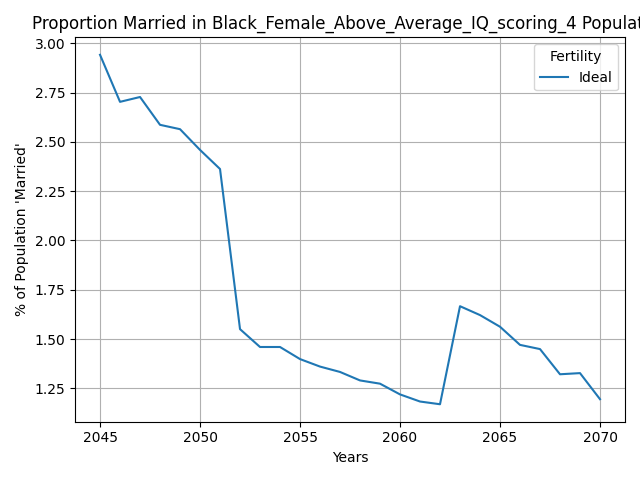 Proportion Married in Black_Female_Above_Average_IQ_scoring_4 Populat
3.00
2.75
2.50
2.25
2.00
1.75
1.50
1.25
% of Population 'Married'
Fertility
Ideal
2045 2050 2055 2060 2065 2070
Years